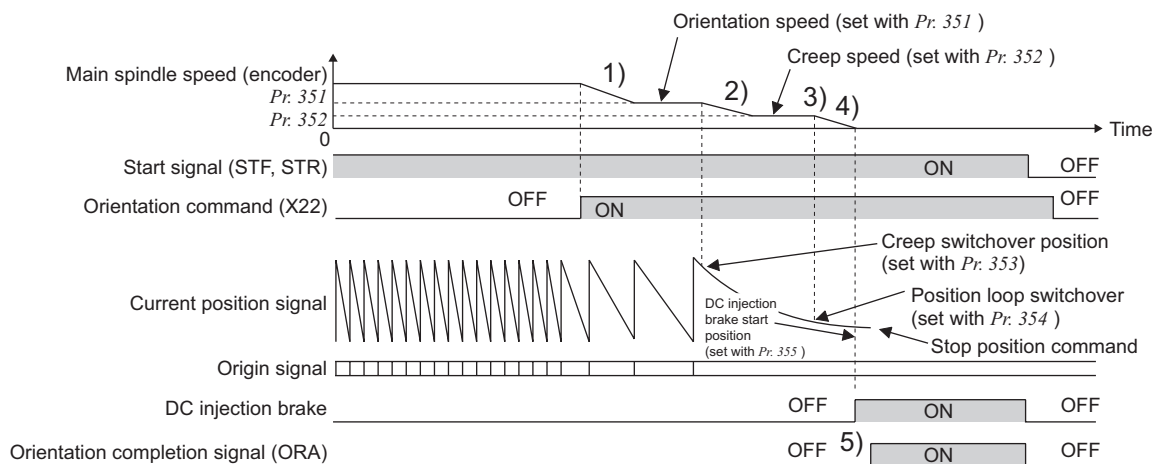 Orientation speed (set with Pr. 351 )
Creep speed (set with Pr. 352 )
Main spindle speed (encoder)
Pr. 351
Pr. 352
0
1)
2)
3)
4)
Time
Start signal (STF, STR)
ON
OFF
Orientation command (X22)
OFF
ON
OFF
Creep switchover position
(set with Pr. 353)
Current position signal
DC injection
brake start
position
(set with Pr. 355 )
Position loop switchover
(set with Pr. 354 )
Stop position command
Origin signal
DC injection brake
OFF
ON
OFF
Orientation completion signal (ORA)
OFF
5)
ON
OFF